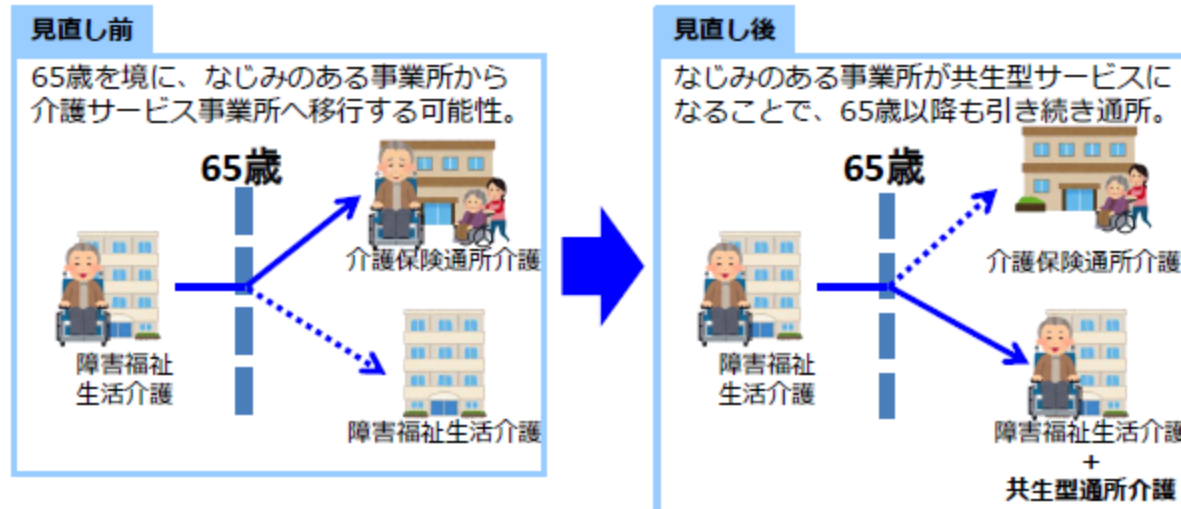 見直し前
65歳を境に、なじみのある事業所から
介護サービス事業所へ移行する可能性。
65歳
介護保険通所介護
障害福祉
生活介護
障害福祉生活介護
見直し後
なじみのある事業所が共生型サービスに
なることで、65歳以降も引き続き通所。
65歳
介護保険通所介護
障害福祉
生活介護
障害福祉生活介護
+
共生型通所介護